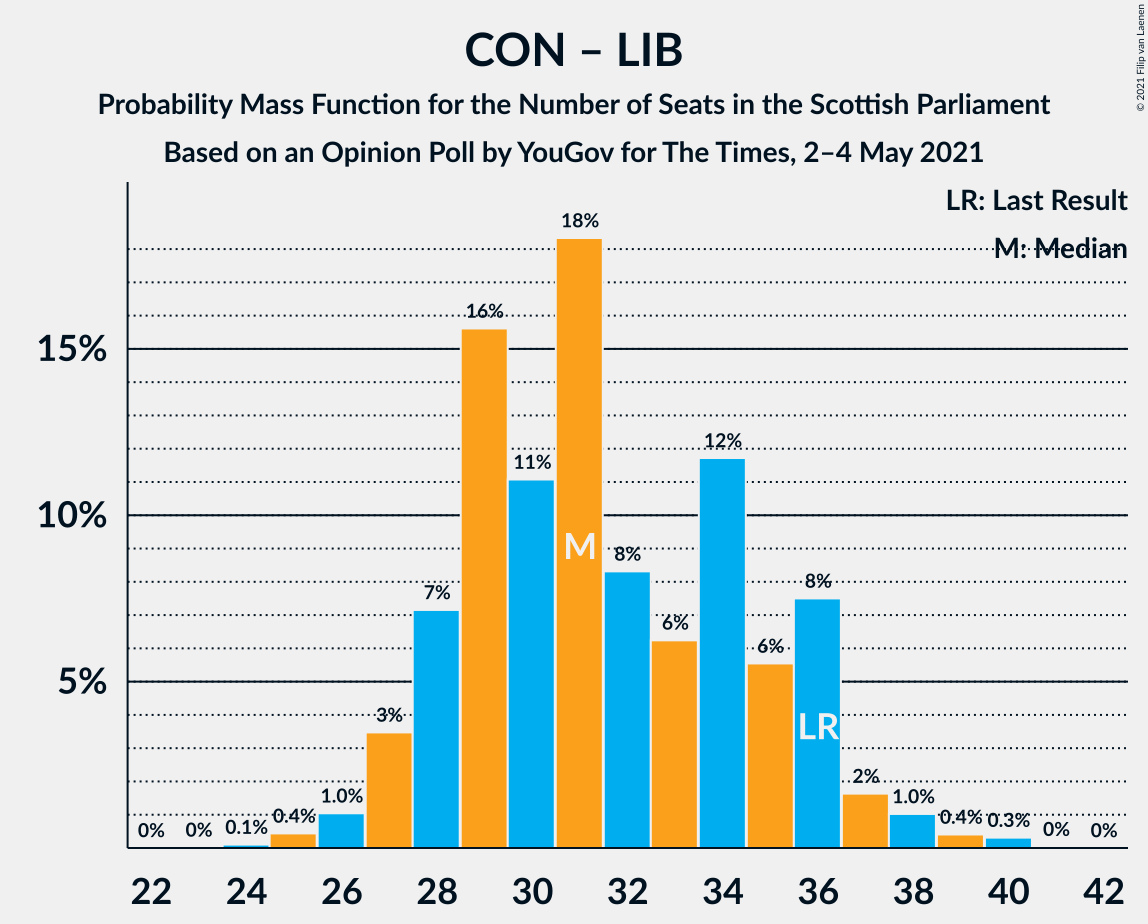 CON – LIB
Probability Mass Function for the Number of Seats in the Scottish Parliament
Based on an Opinion Poll by YouGov for The Times, 2–4 May 2021
© 2021 Filip van Laenen
LR: Last Result
M: Median
15%
10%
5%
0%
0%
0.1%
0.4%
1.0%
3%
7%
16%
11%
18%
8%
6%
12%
6%
8%
2%
1.0%
0.4%
0.3%
0%
0%
M
LR
22 24 26 28 30 32 34 36 38 40 42